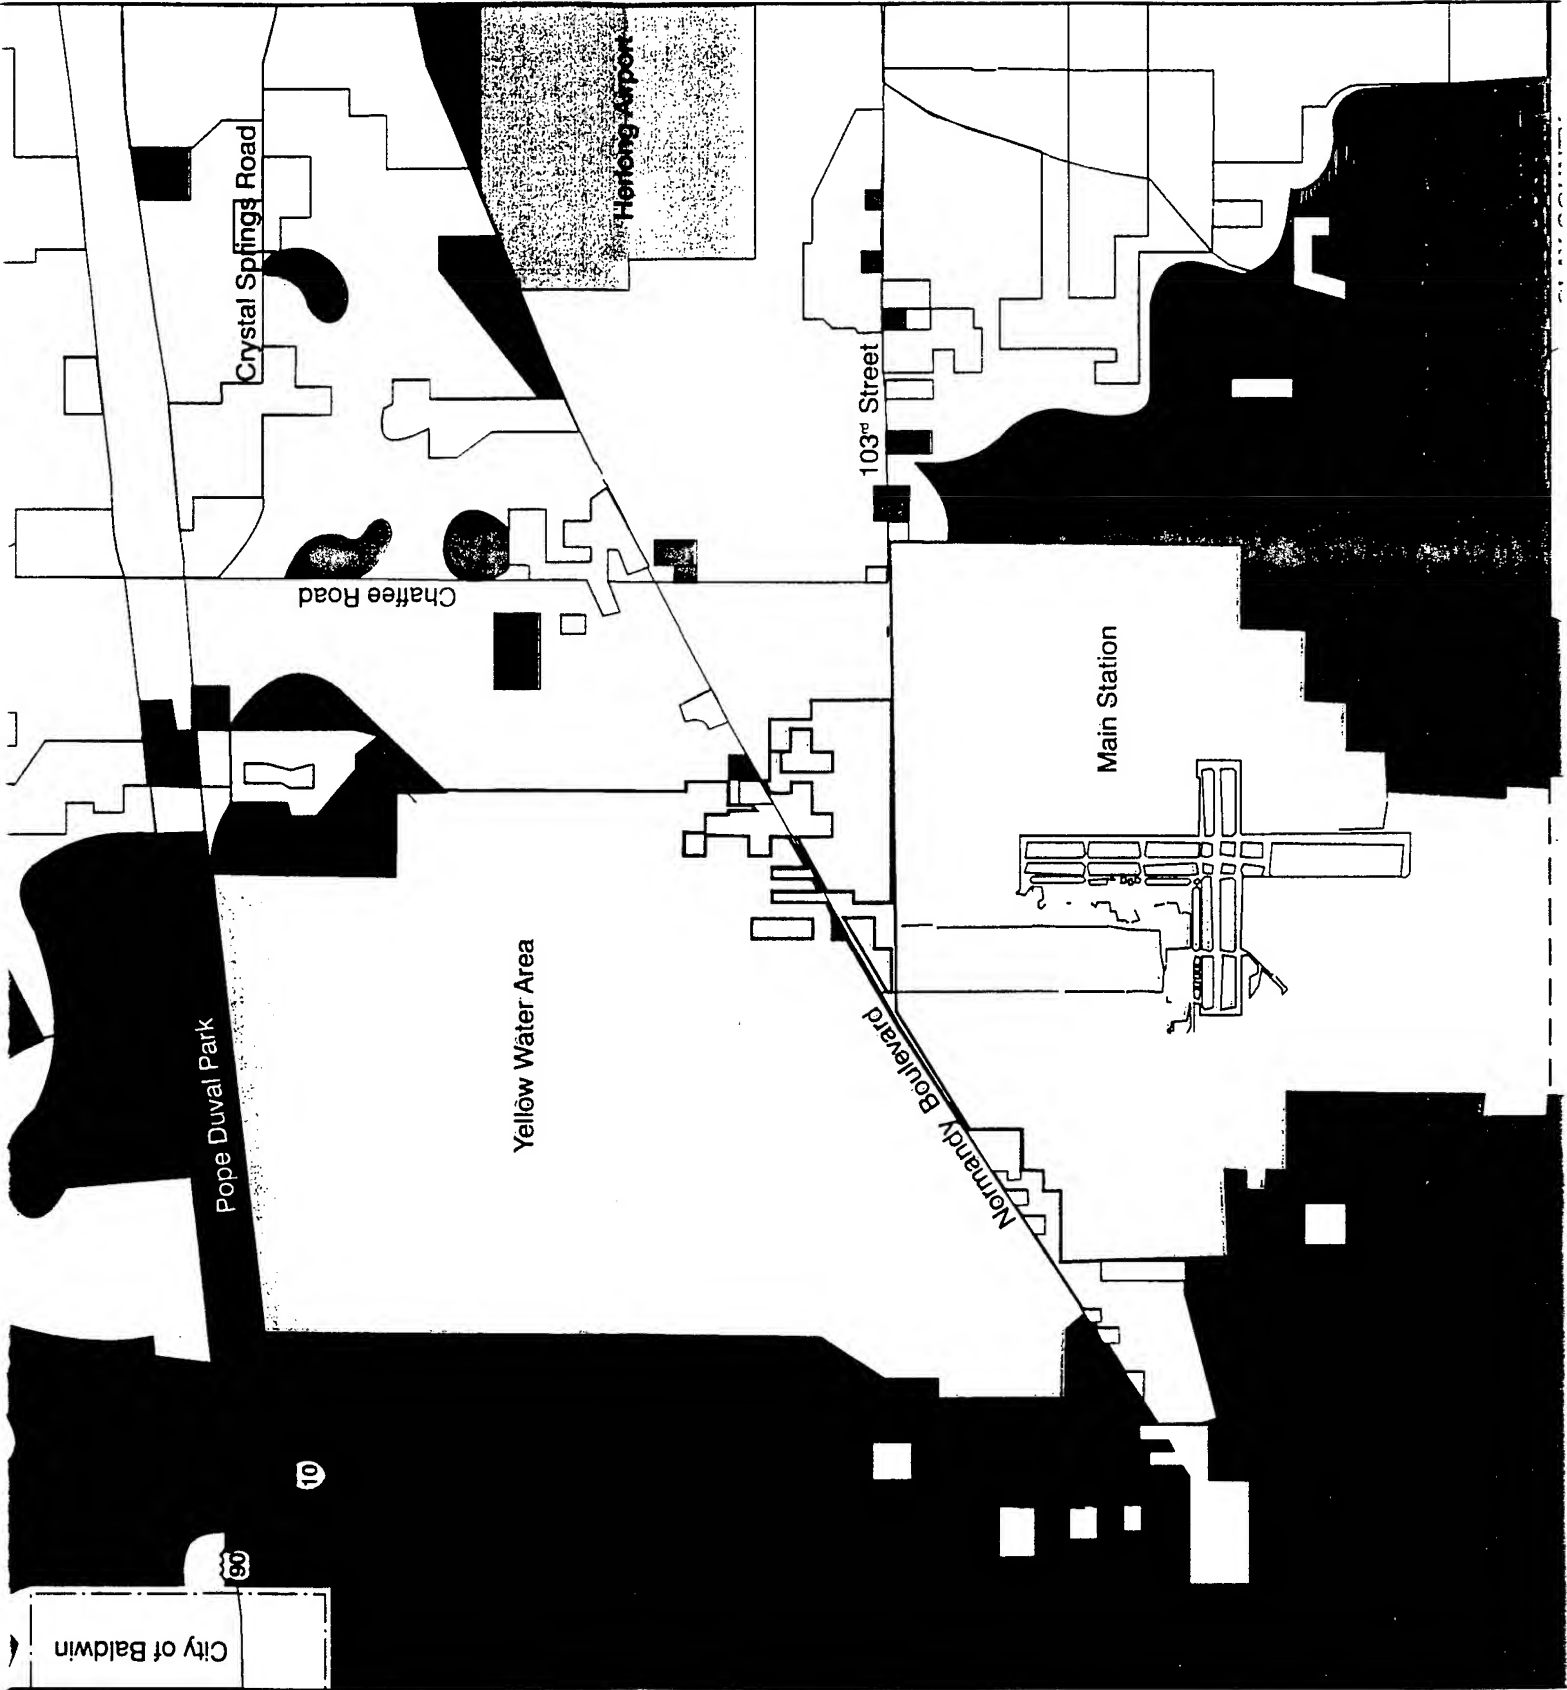 Crystal Springs Road
Herlong Airport
103rd Street
Chaffee Road
Main Station
Yellow Water Area
Pope Duval Park
Normandy Boulevard
10
90
City of Baldwin